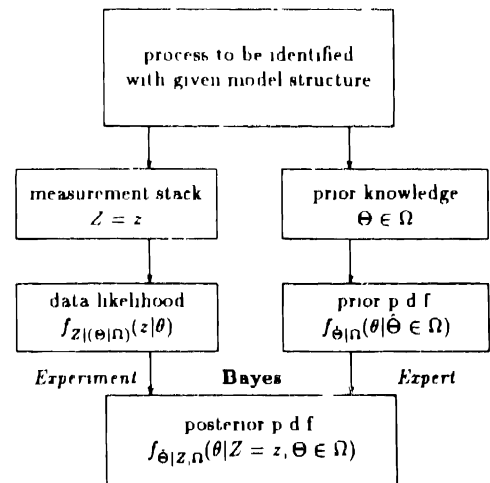 process to be identified
with given model structure
measurement stack
Z = z
prior knowledge
Θ ∈ Ω
data likelihood
f_{Z|(Θ|Ω)}(z|θ)
prior p d f
f_{Θ̂|Ω}(θ|Θ̂ ∈ Ω)
Experiment Bayes Expert
posterior p d f
f_{Θ̂|Z,Ω}(θ|Z = z, Θ ∈ Ω)